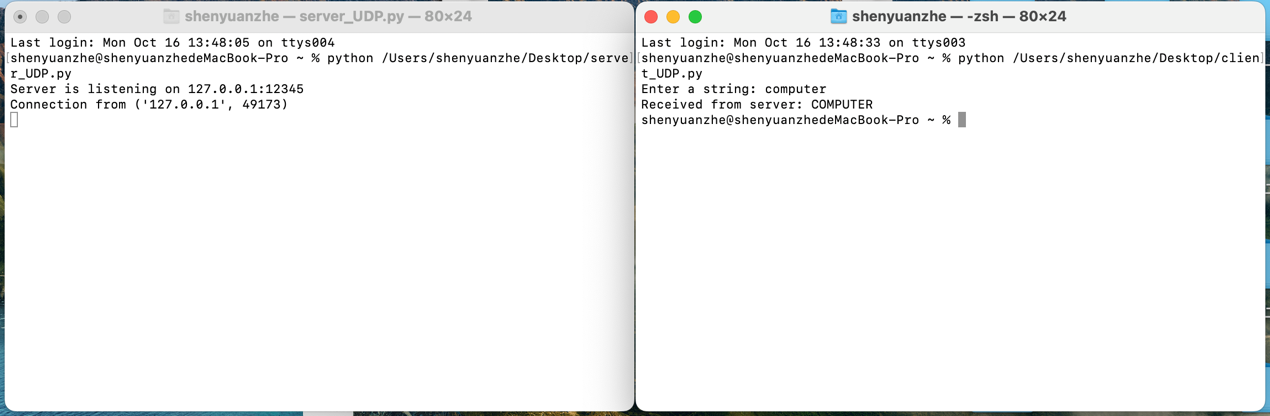 shenyuanzhe — server_UDP.py — 80×24
Last login: Mon Oct 16 13:48:05 on ttys004
[shenyuanzhe@shenyuanzhedeMacBook-Pro ~ % python /Users/shenyuanzhe/Desktop/serve]
r_UDP.py
Server is listening on 127.0.0.1:12345
Connection from ('127.0.0.1', 49173)
shenyuanzhe — -zsh — 80×24
Last login: Mon Oct 16 13:48:33 on ttys003
[shenyuanzhe@shenyuanzhedeMacBook-Pro ~ % python /Users/shenyuanzhe/Desktop/clien]
t_UDP.py
Enter a string: computer
Received from server: COMPUTER
shenyuanzhe@shenyuanzhedeMacBook-Pro ~ %